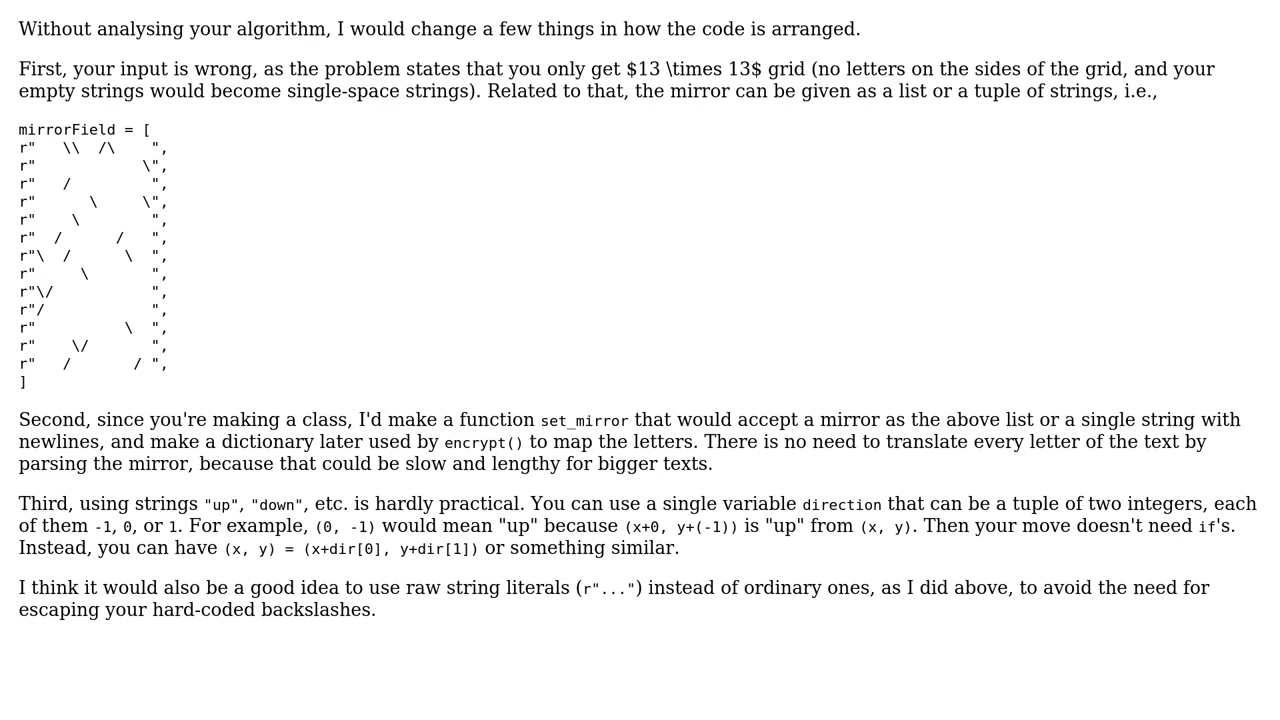 Without analysing your algorithm, I would change a few things in how the code is arranged.
First, your input is wrong, as the problem states that you only get $13 \times 13$ grid (no letters on the sides of the grid, and your
empty strings would become single-space strings). Related to that, the mirror can be given as a list or a tuple of strings, i.e.,
mirrorField = [
r"   \\  /\    ",
r"            \",
r"   /         ",
r"      \     \",
r"    \        ",
r"  /      /   ",
r"\  /      \  ",
r"     \       ",
r"\/           ",
r"/            ",
r"          \  ",
r"    \/       ",
r"   /       / ",
]
Second, since you're making a class, I'd make a function set_mirror that would accept a mirror as the above list or a single string with
newlines, and make a dictionary later used by encrypt() to map the letters. There is no need to translate every letter of the text by
parsing the mirror, because that could be slow and lengthy for bigger texts.
Third, using strings "up", "down", etc. is hardly practical. You can use a single variable direction that can be a tuple of two integers, each
of them -1, 0, or 1. For example, (0, -1) would mean "up" because (x+0, y+(-1)) is "up" from (x, y). Then your move doesn't need if's.
Instead, you can have (x, y) = (x+dir[0], y+dir[1]) or something similar.
I think it would also be a good idea to use raw string literals (r"...") instead of ordinary ones, as I did above, to avoid the need for
escaping your hard-coded backslashes.